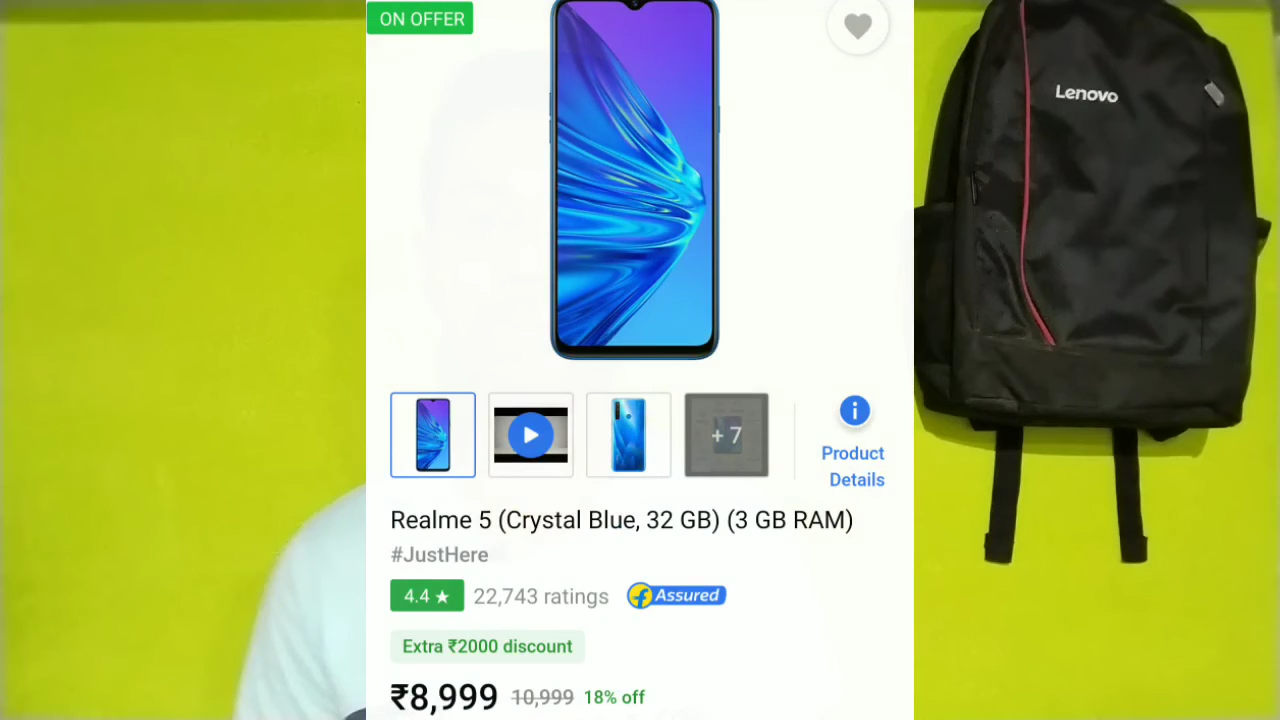 ON OFFER
Lenovo
+ 7
Product
Details
Realme 5 (Crystal Blue, 32 GB) (3 GB RAM)
#JustHere
4.4 ★ 22,743 ratings Assured
Extra ₹2000 discount
₹8,999 10,999 18% off